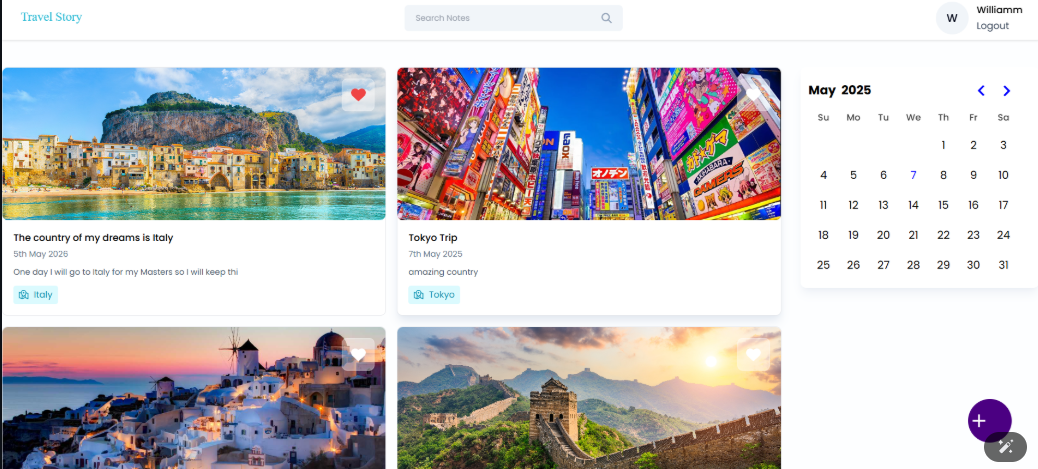 Travel Story
Search Notes
W
Williamm
Logout
The country of my dreams is Italy
5th May 2026
One day I will go to Italy for my Masters so I will keep thi
Italy
オノデン
Tokyo Trip
7th May 2025
amazing country
Tokyo
May 2025
Su Mo Tu We Th Fr Sa
1 2 3
4 5 6 7 8 9 10
11 12 13 14 15 16 17
18 19 20 21 22 23 24
25 26 27 28 29 30 31
+